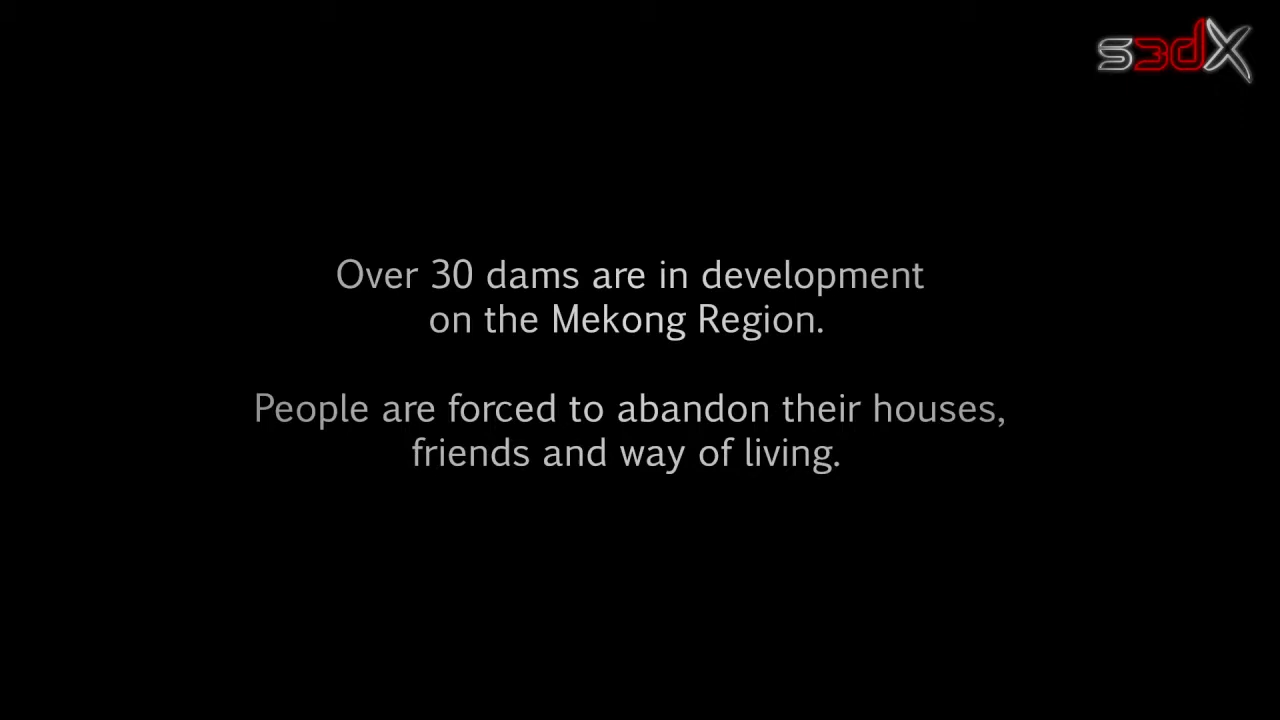 s3dX
Over 30 dams are in development
on the Mekong Region.
People are forced to abandon their houses,
friends and way of living.